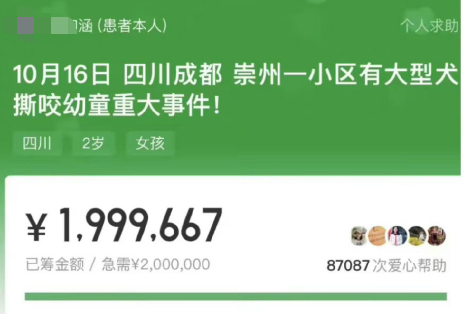 涵 (患者本人)
个人求助
10月16日 四川成都 崇州一小区有大型犬
撕咬幼童重大事件！
四川 2岁 女孩
¥ 1,999,667
已筹金额 / 急需¥2,000,000
87087 次爱心帮助